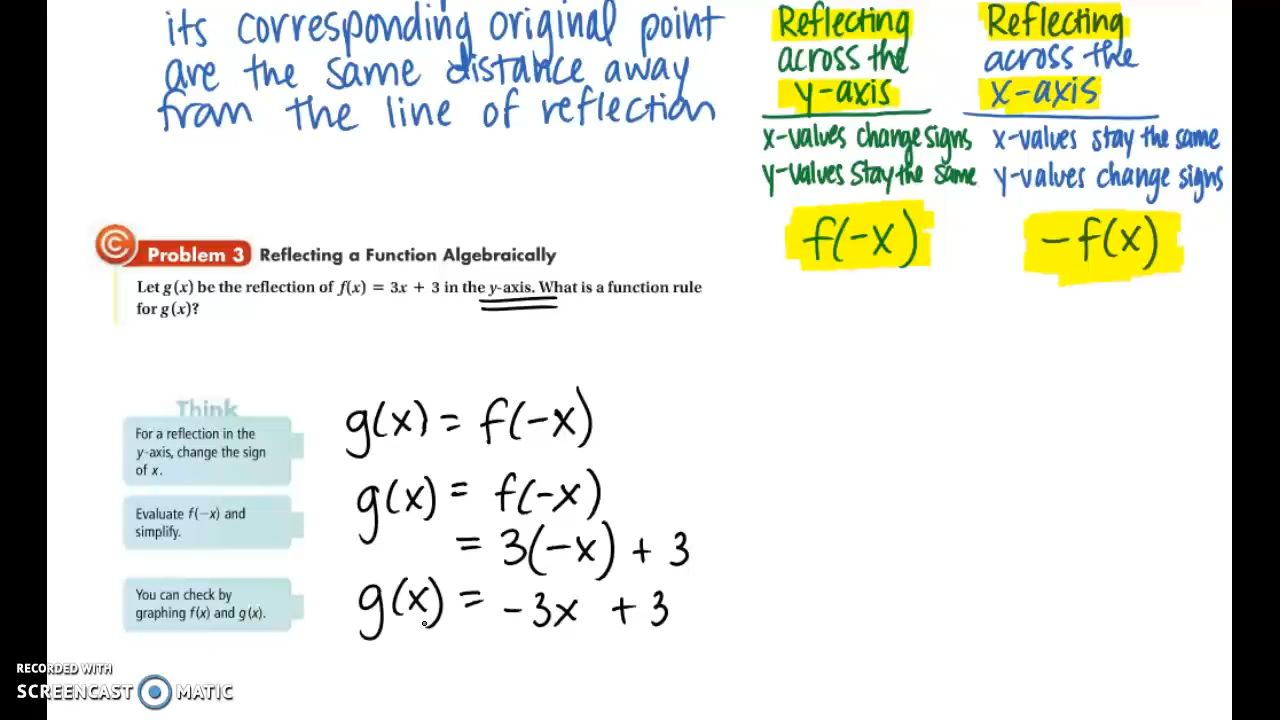 its corresponding original point
are the same distance away
from the line of reflection
Reflecting
across the
y-axis
x-values change signs
y-values stay the same
f(-x)
Reflecting
across the
x-axis
x-values stay the same
y-values change signs
-f(x)
C Problem 3 Reflecting a Function Algebraically
Let g(x) be the reflection of f(x) = 3x + 3 in the y-axis. What is a function rule
for g(x)?
Think
For a reflection in the
y-axis, change the sign
of x.
g(x) = f(-x)
Evaluate f(−x) and
simplify.
g(x) = f(-x)
= 3(-x) + 3
You can check by
graphing f(x) and g(x).
g(x) = -3x + 3
RECORDED WITH
SCREENCAST MATIC